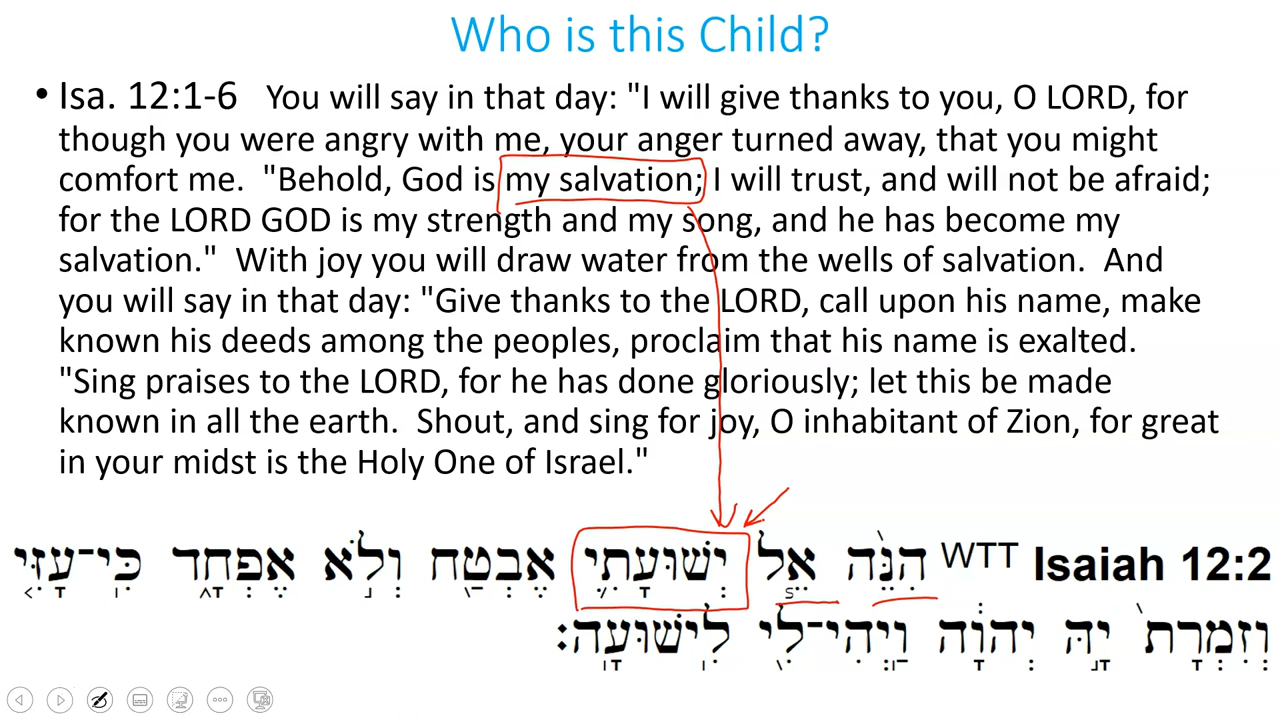 Who is this Child?
• Isa. 12:1-6 You will say in that day: "I will give thanks to you, O LORD, for
though you were angry with me, your anger turned away, that you might
comfort me. "Behold, God is my salvation; I will trust, and will not be afraid;
for the LORD GOD is my strength and my song, and he has become my
salvation." With joy you will draw water from the wells of salvation. And
you will say in that day: "Give thanks to the LORD, call upon his name, make
known his deeds among the peoples, proclaim that his name is exalted.
"Sing praises to the LORD, for he has done gloriously; let this be made
known in all the earth. Shout, and sing for joy, O inhabitant of Zion, for great
in your midst is the Holy One of Israel."
WTT Isaiah 12:2 הִנֵּ֨ה אֵ֧ל יְשׁוּעָתִ֛י אֶבְטַ֖ח וְלֹ֣א אֶפְחָ֑ד כִּֽי־עָזִּ֤י
וְזִמְרָת֙ יָ֣הּ יְהוָ֔ה וַֽיְהִי־לִ֖י לִֽישׁוּעָֽה׃